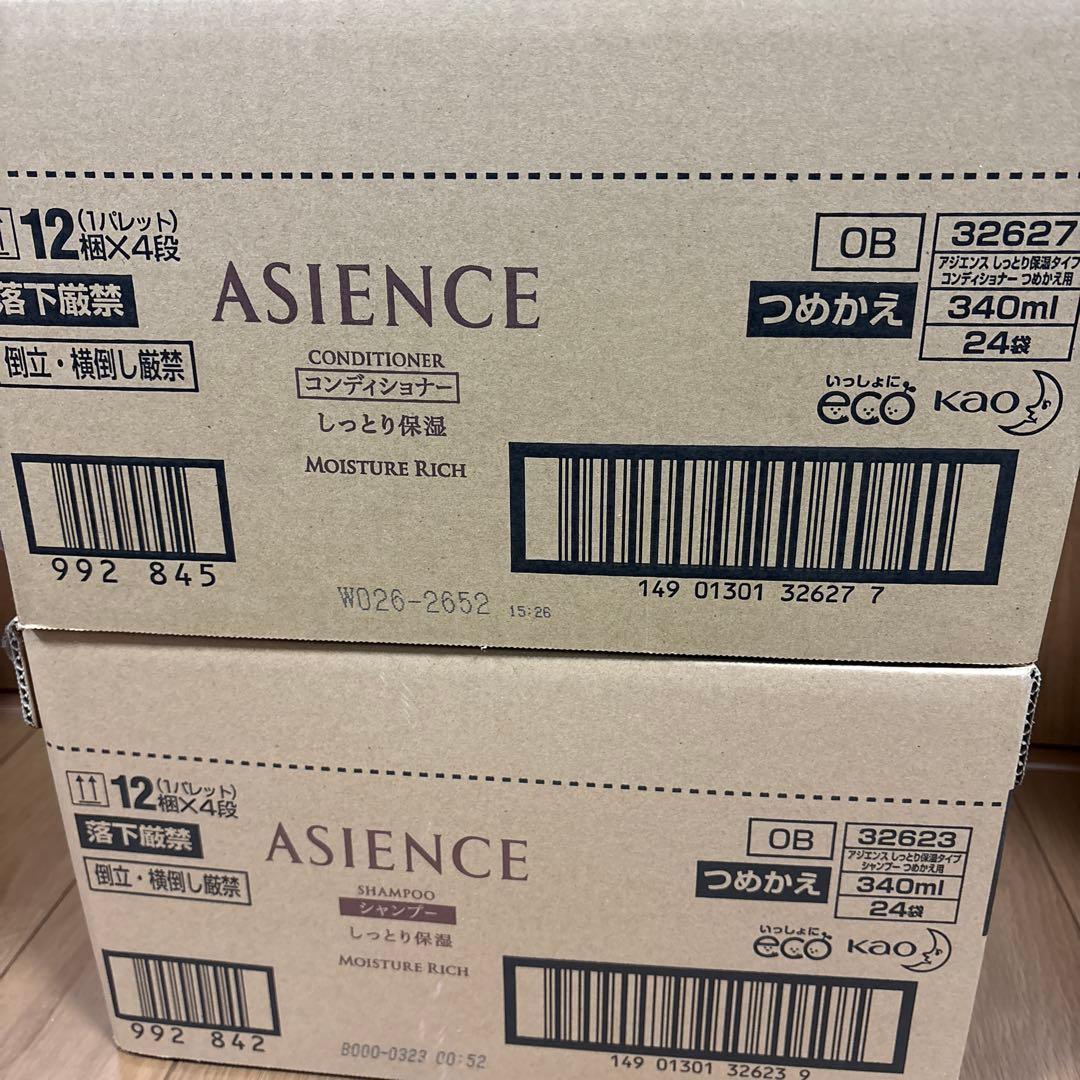 12 (1パレット)
梱×4段
落下厳禁
倒立・横倒し厳禁
ASIENCE
CONDITIONER
コンディショナー
しっとり保湿
MOISTURE RICH
OB
つめかえ
32627
アジエンス しっとり保湿タイプ
コンディショナー つめかえ用
340ml
24袋
いっしょに
eco
Kao
992 845
W026-2652 15:26
149 01301 32627 7
12 (1パレット)
梱×4段
落下厳禁
倒立・横倒し厳禁
ASIENCE
SHAMPOO
シャンプー
しっとり保湿
MOISTURE RICH
OB
つめかえ
32623
アジエンス しっとり保湿タイプ
シャンプー つめかえ用
340ml
24袋
いっしょに
eco
Kao
992 842
B000-0323 00:52
149 01301 32623 9